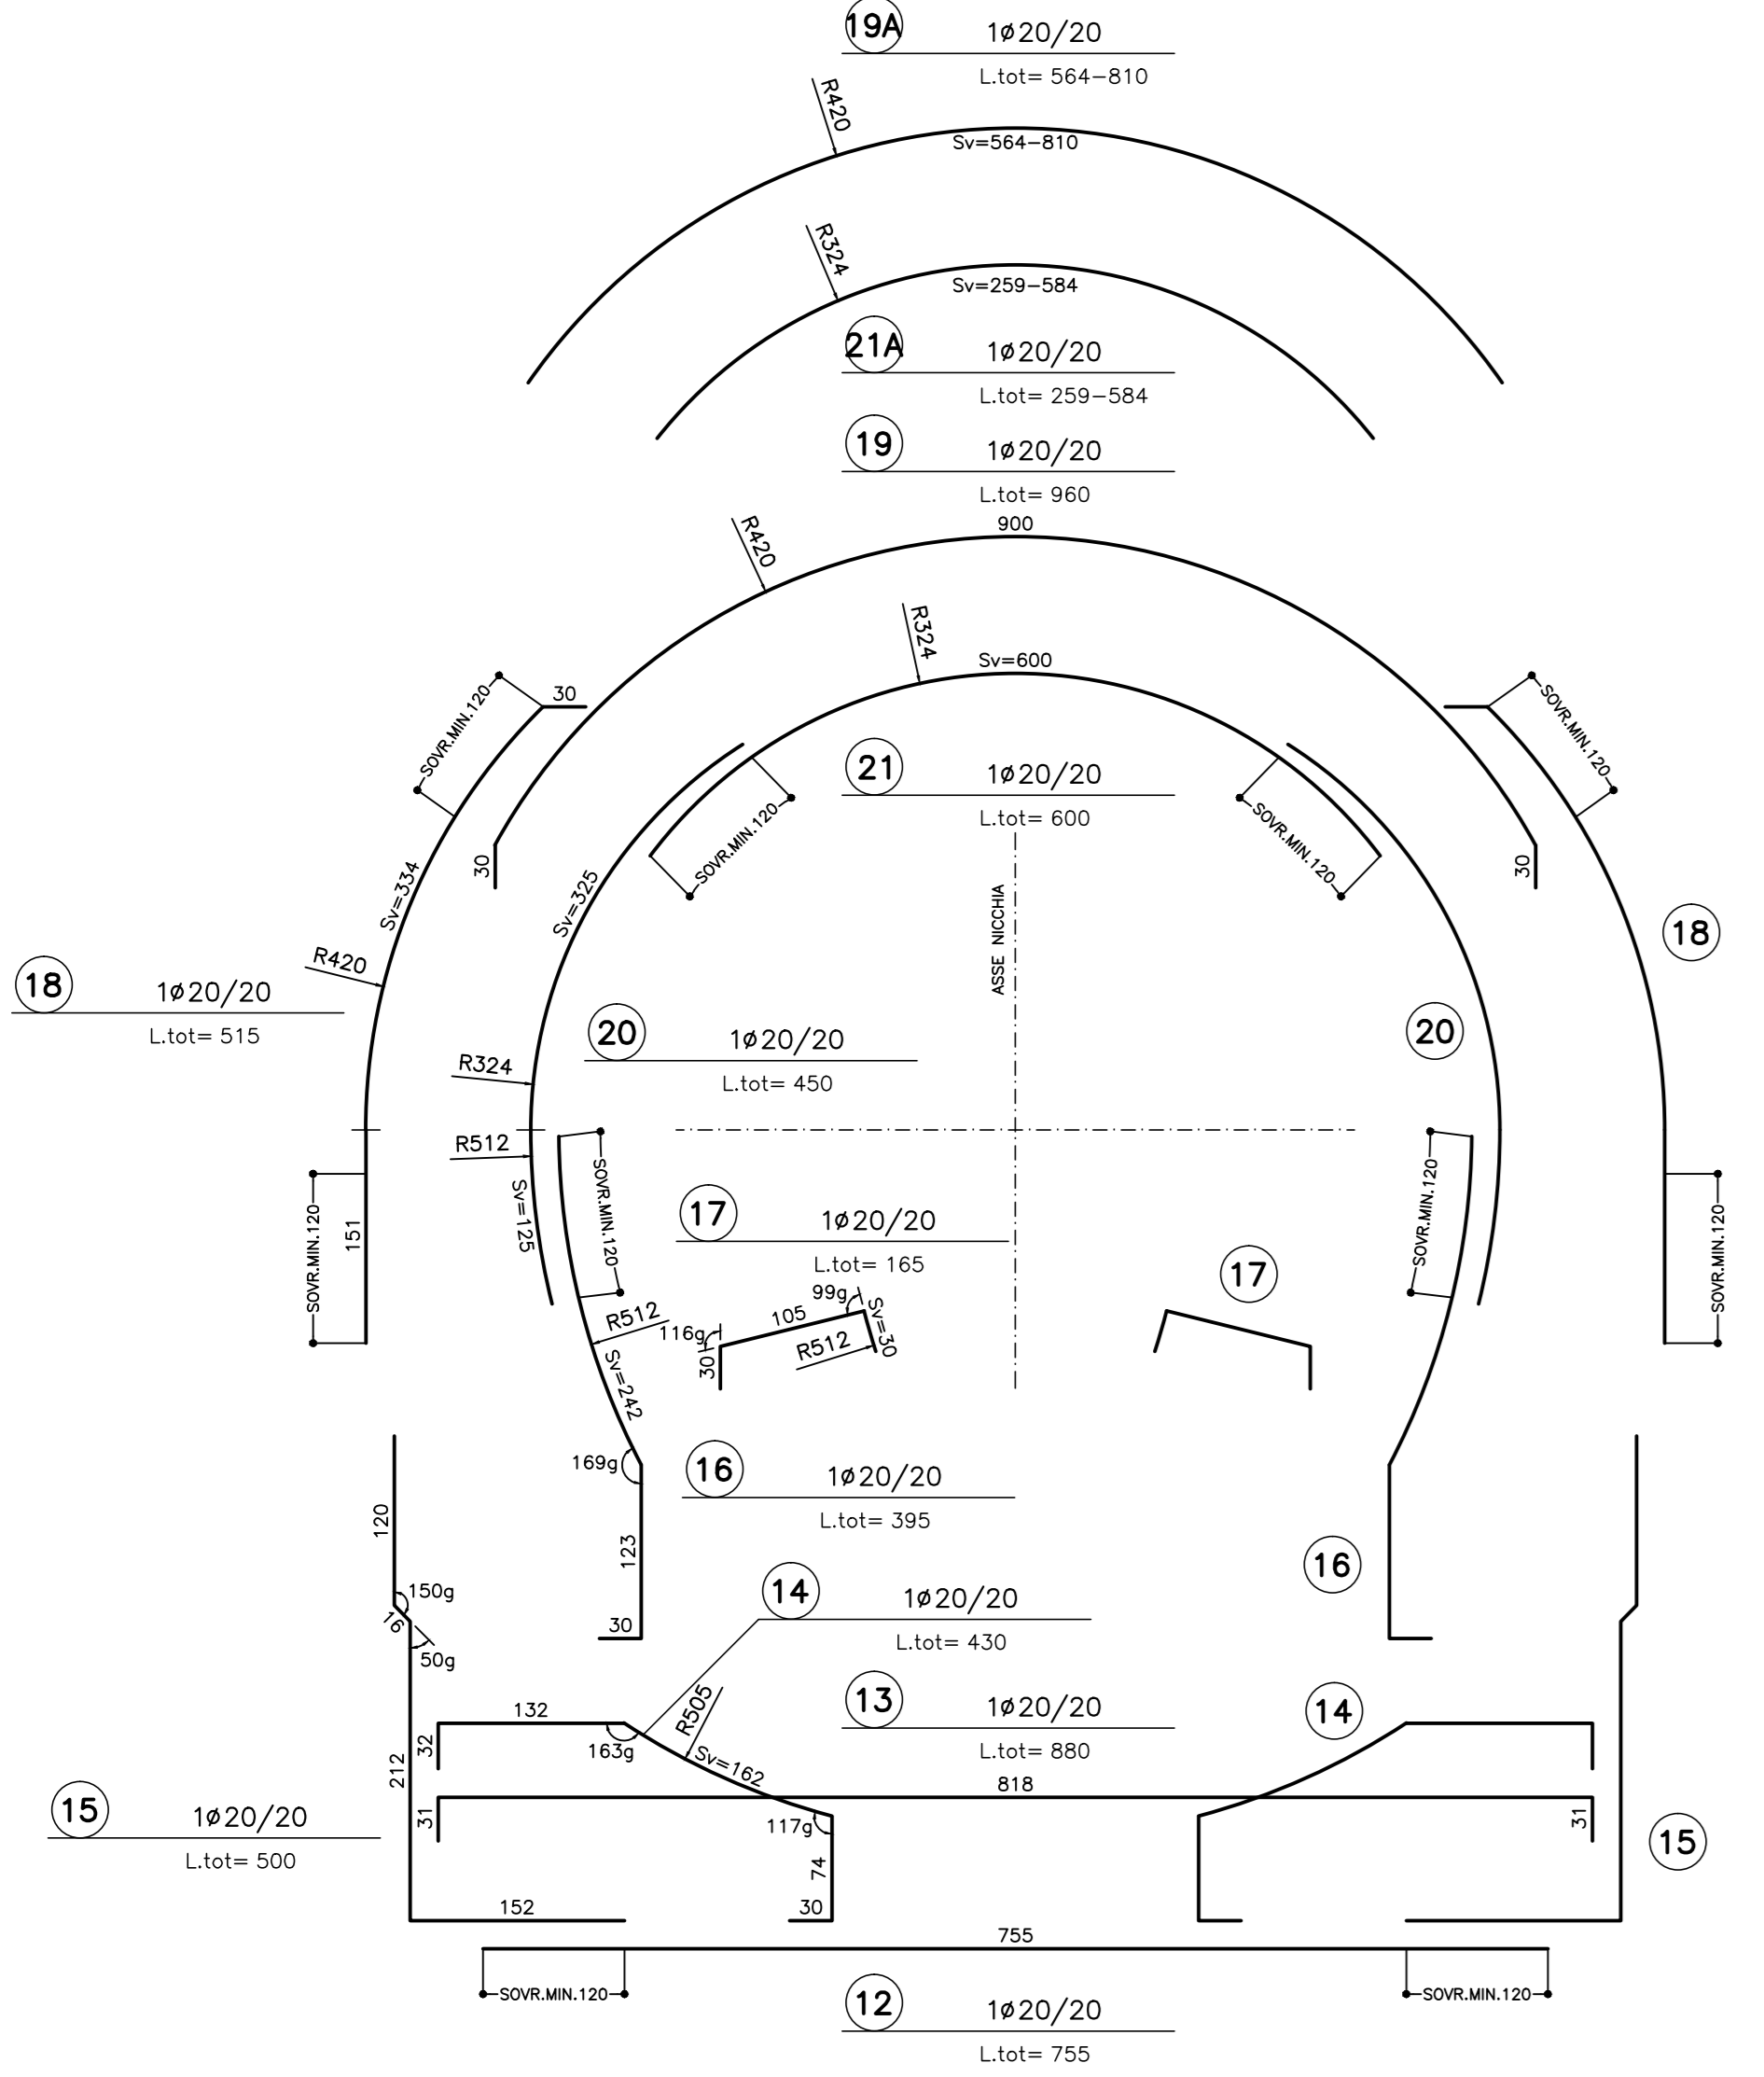 19A 1ø20/20
L.tot= 564-810
R420
Sv=564-810
R324
Sv=259-584
21A 1ø20/20
L.tot= 259-584
19 1ø20/20
L.tot= 960
900
R420
R324
Sv=600
SOVR.MIN.120
30
SOVR.MIN.120
21 1ø20/20
L.tot= 600
SOVR.MIN.120
SOVR.MIN.120
30
30
Sv=334
Sv=325
ASSE NICCHIA
18
R420
18 1ø20/20
L.tot= 515
20 1ø20/20
L.tot= 450
20
R324
R512
Sv=125
SOVR.MIN.120
SOVR.MIN.120
151
SOVR.MIN.120
SOVR.MIN.120
17 1ø20/20
L.tot= 165
17
99g
105
Sv=30
116g
R512
30
R512
Sv=242
169g
16 1ø20/20
L.tot= 395
120
123
16
150g
16
50g
30
14 1ø20/20
L.tot= 430
R505
13 1ø20/20
L.tot= 880
14
132
32
163g
Sv=162
212
818
31
31
15 1ø20/20
L.tot= 500
117g
74
15
152
30
755
SOVR.MIN.120
SOVR.MIN.120
12 1ø20/20
L.tot= 755